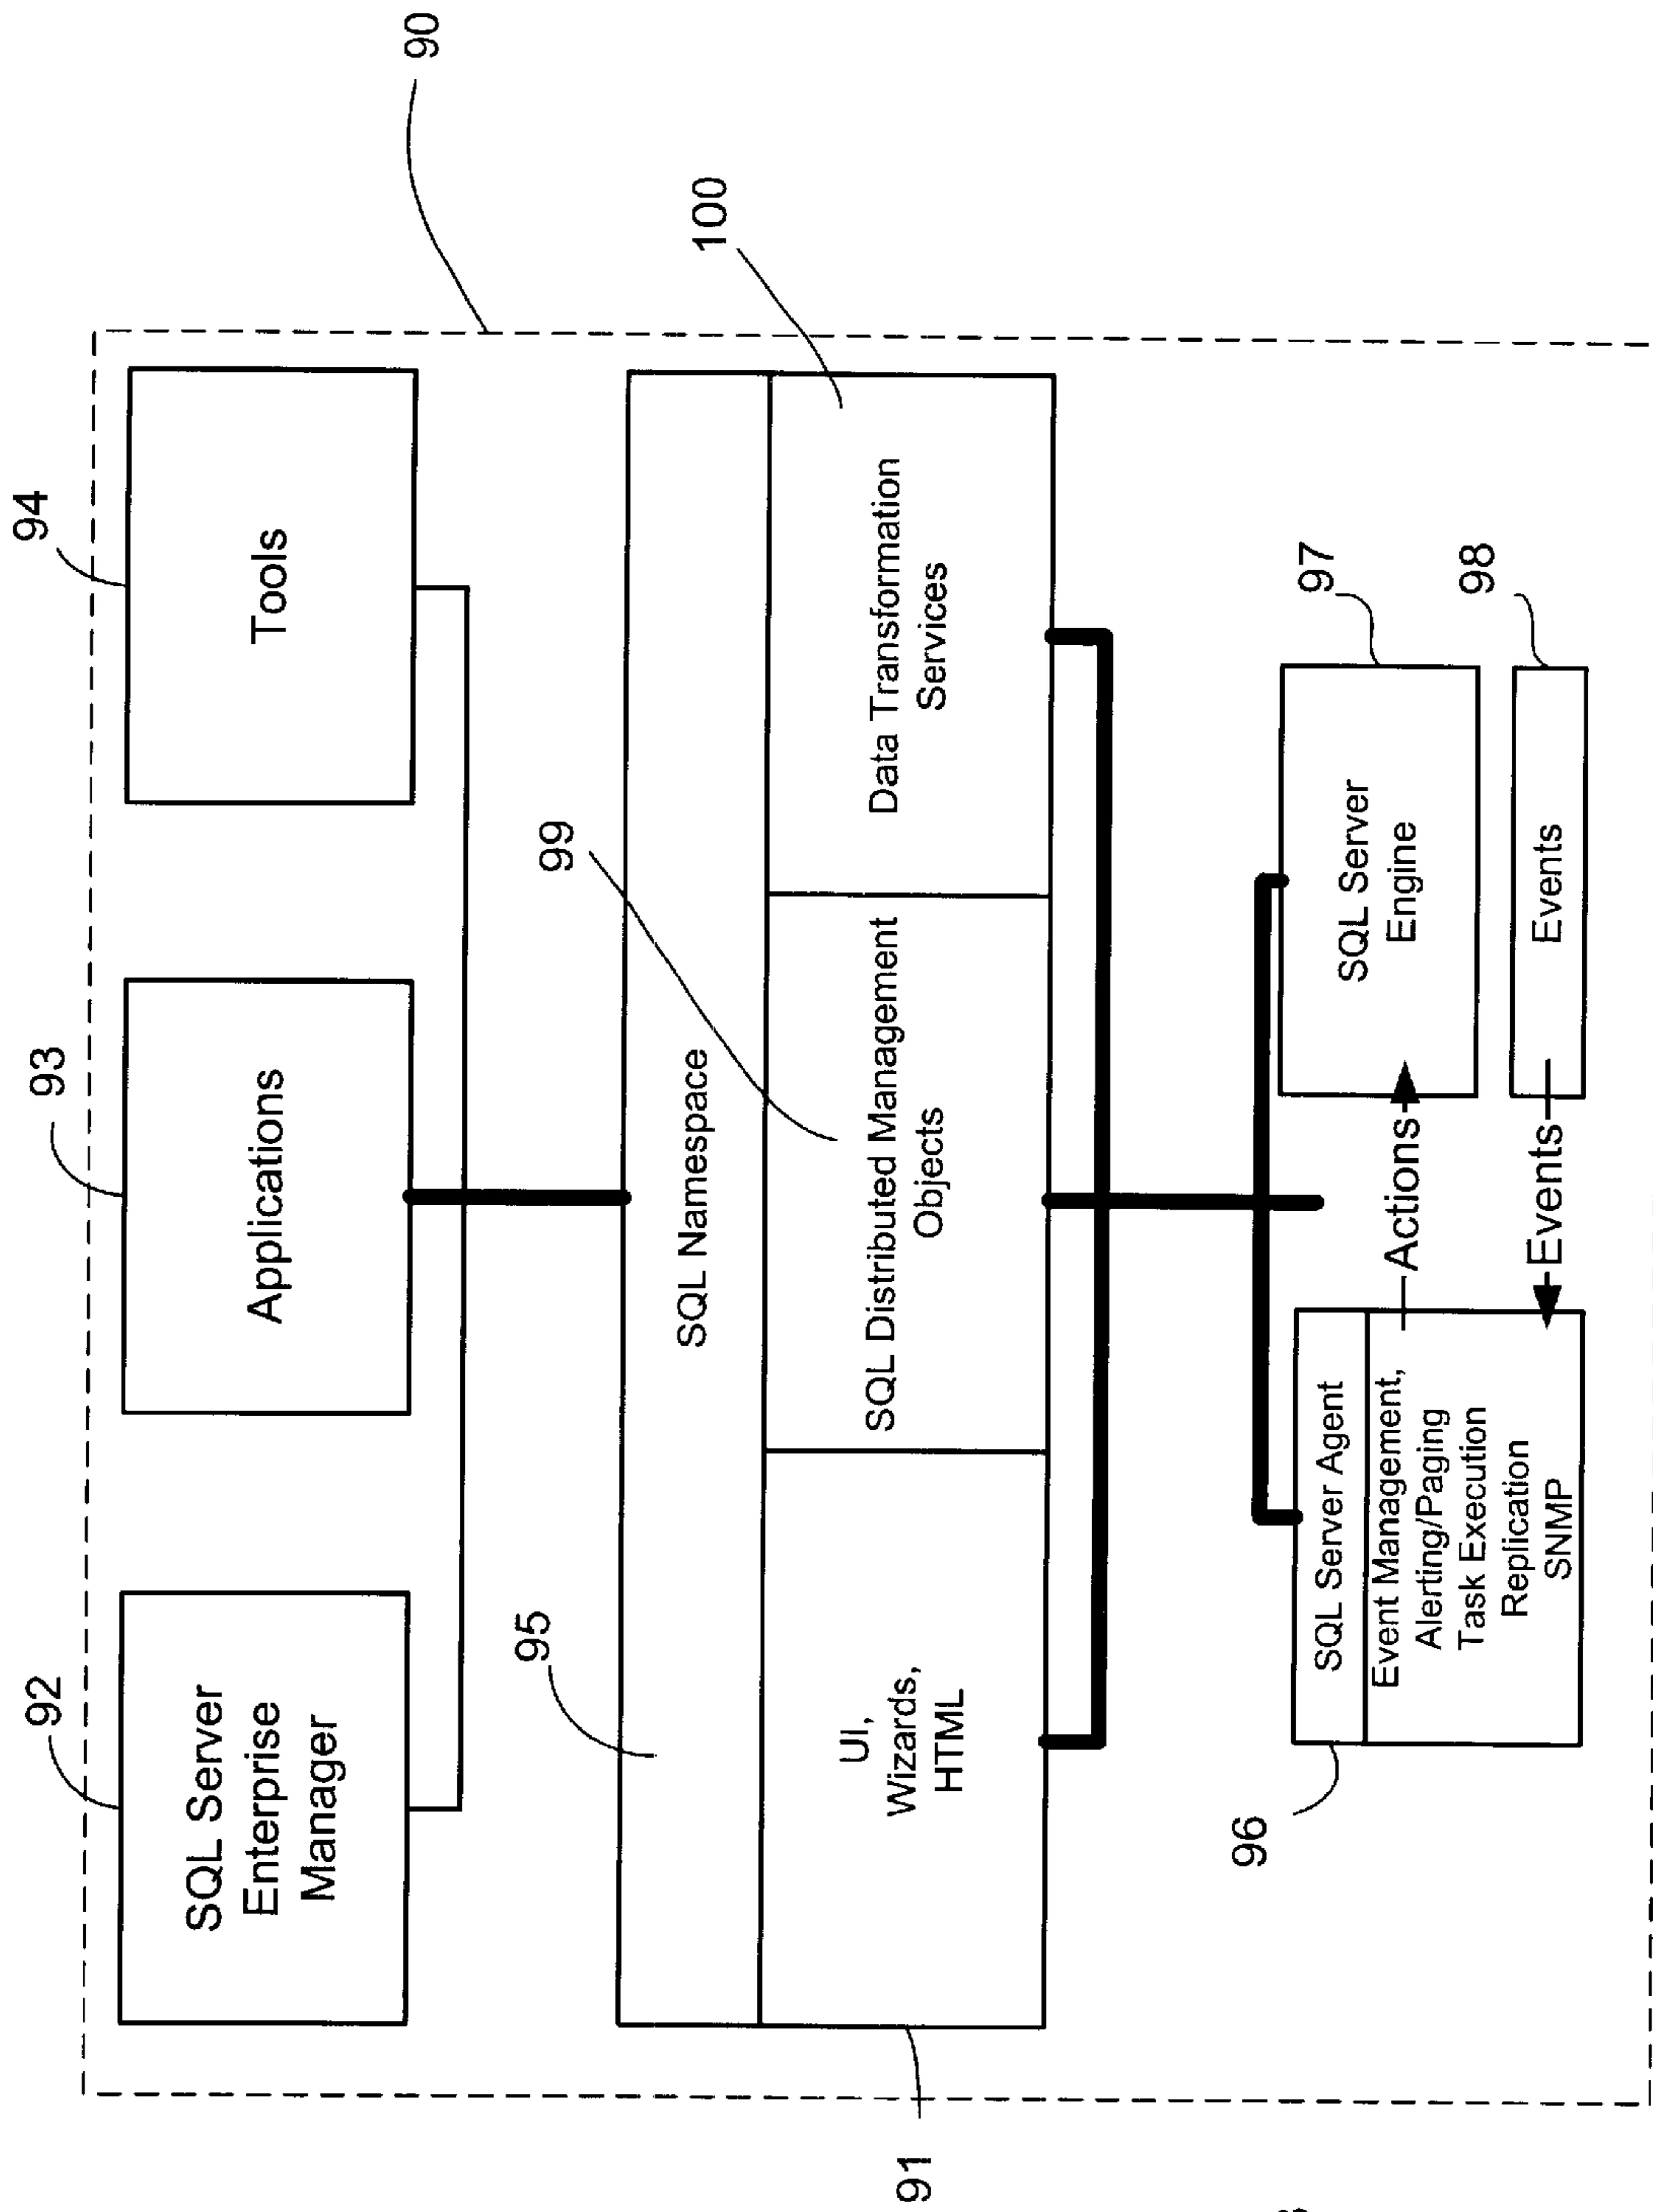 90
92
93
94
SQL Server
Enterprise
Manager
Applications
Tools
95
99
100
SQL Namespace
91
UI,
Wizards,
HTML
SQL Distributed Management
Objects
Data Transformation
Services
96
97
98
SQL Server Agent
Event Management,
Alerting/Paging
Task Execution
Replication
SNMP
Actions
Events
SQL Server
Engine
Events